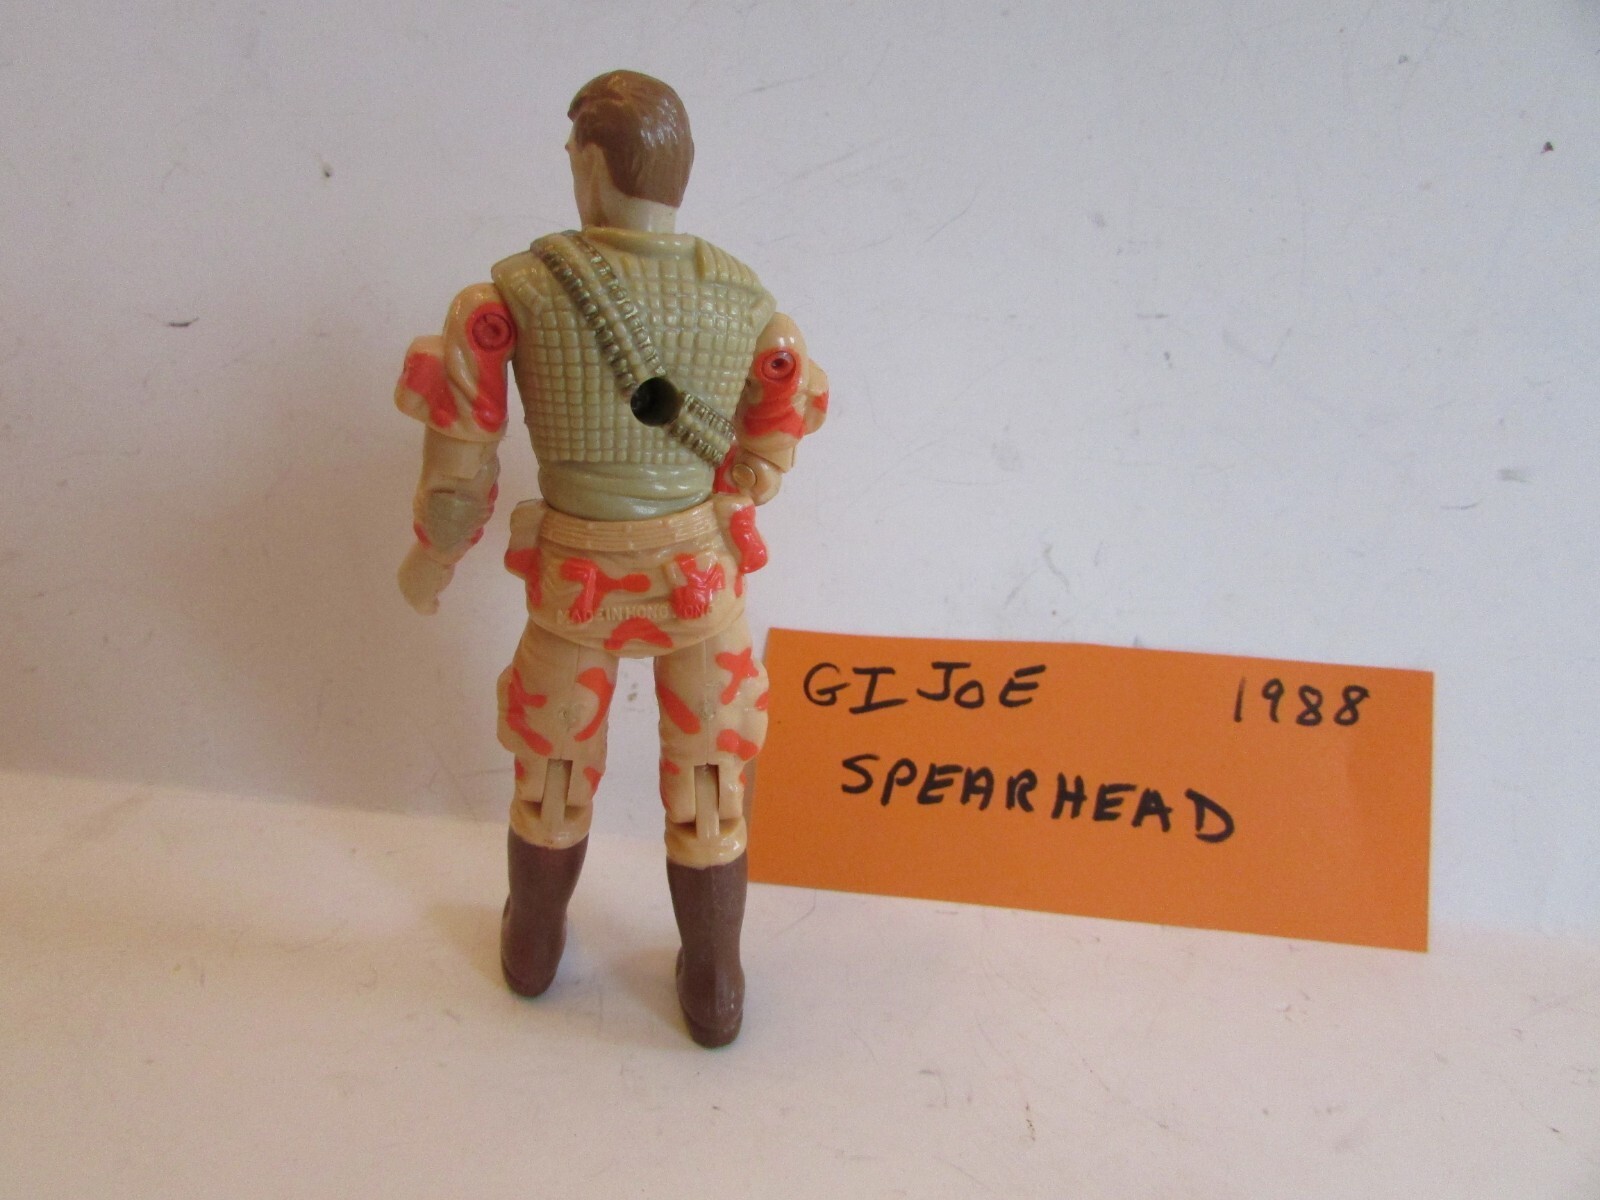 MADE IN HONG KONG
GI JOE 1988
SPEARHEAD